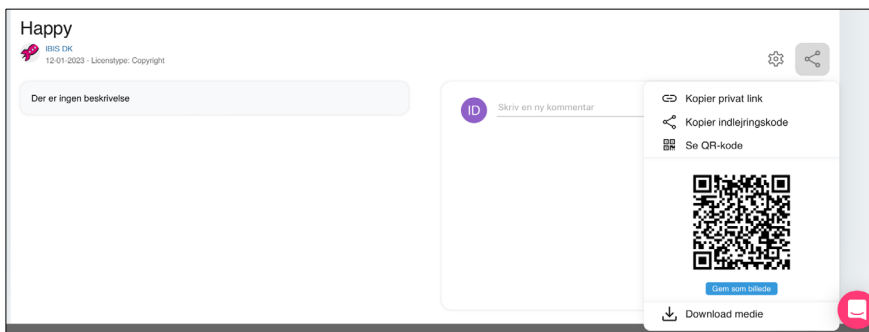 Happy
IBIS DK
12-01-2023 - Licenstype: Copyright
Der er ingen beskrivelse
ID
Skriv en ny kommentar
Kopier privat link
Kopier indlejringskode
Se QR-kode
Gem som billede
Download medie